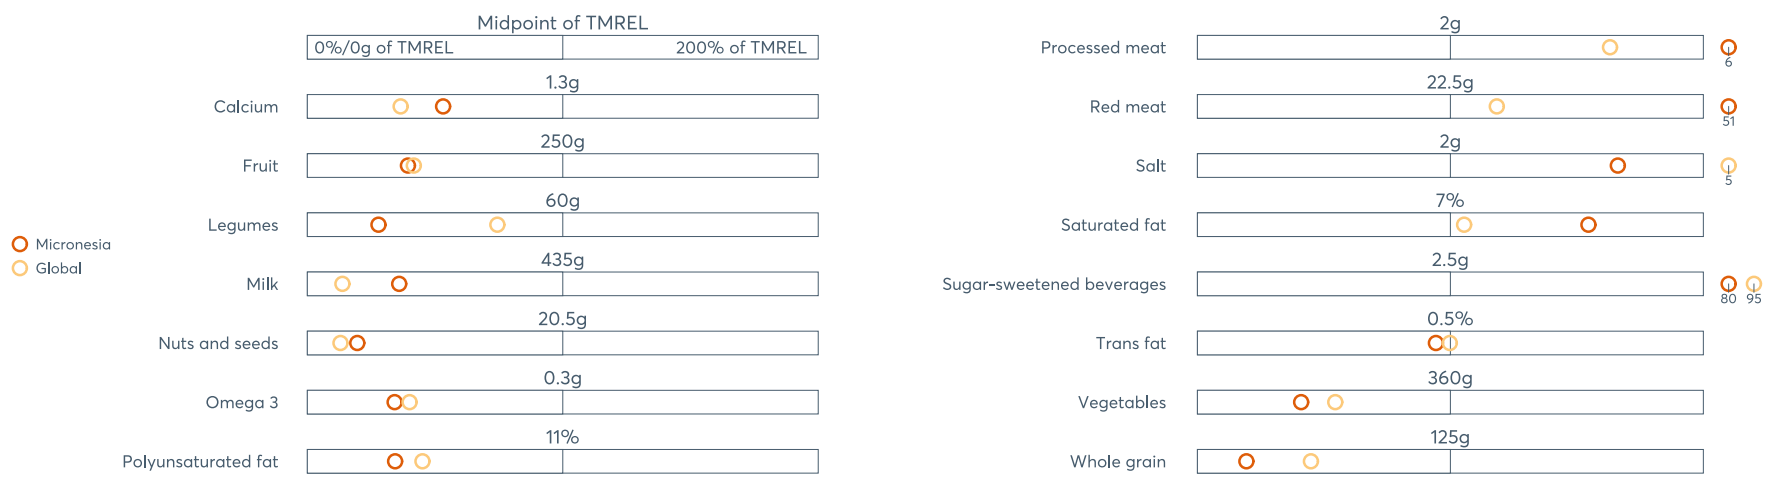 Midpoint of TMREL
0%/0g of TMREL 200% of TMREL
1.3g
Calcium
250g
Fruit
60g
Legumes
Micronesia
Global
435g
Milk
20.5g
Nuts and seeds
0.3g
Omega 3
11%
Polyunsaturated fat
2g
Processed meat
6
22.5g
Red meat
51
2g
Salt
5
7%
Saturated fat
2.5g
Sugar-sweetened beverages
80 95
0.5%
Trans fat
360g
Vegetables
125g
Whole grain